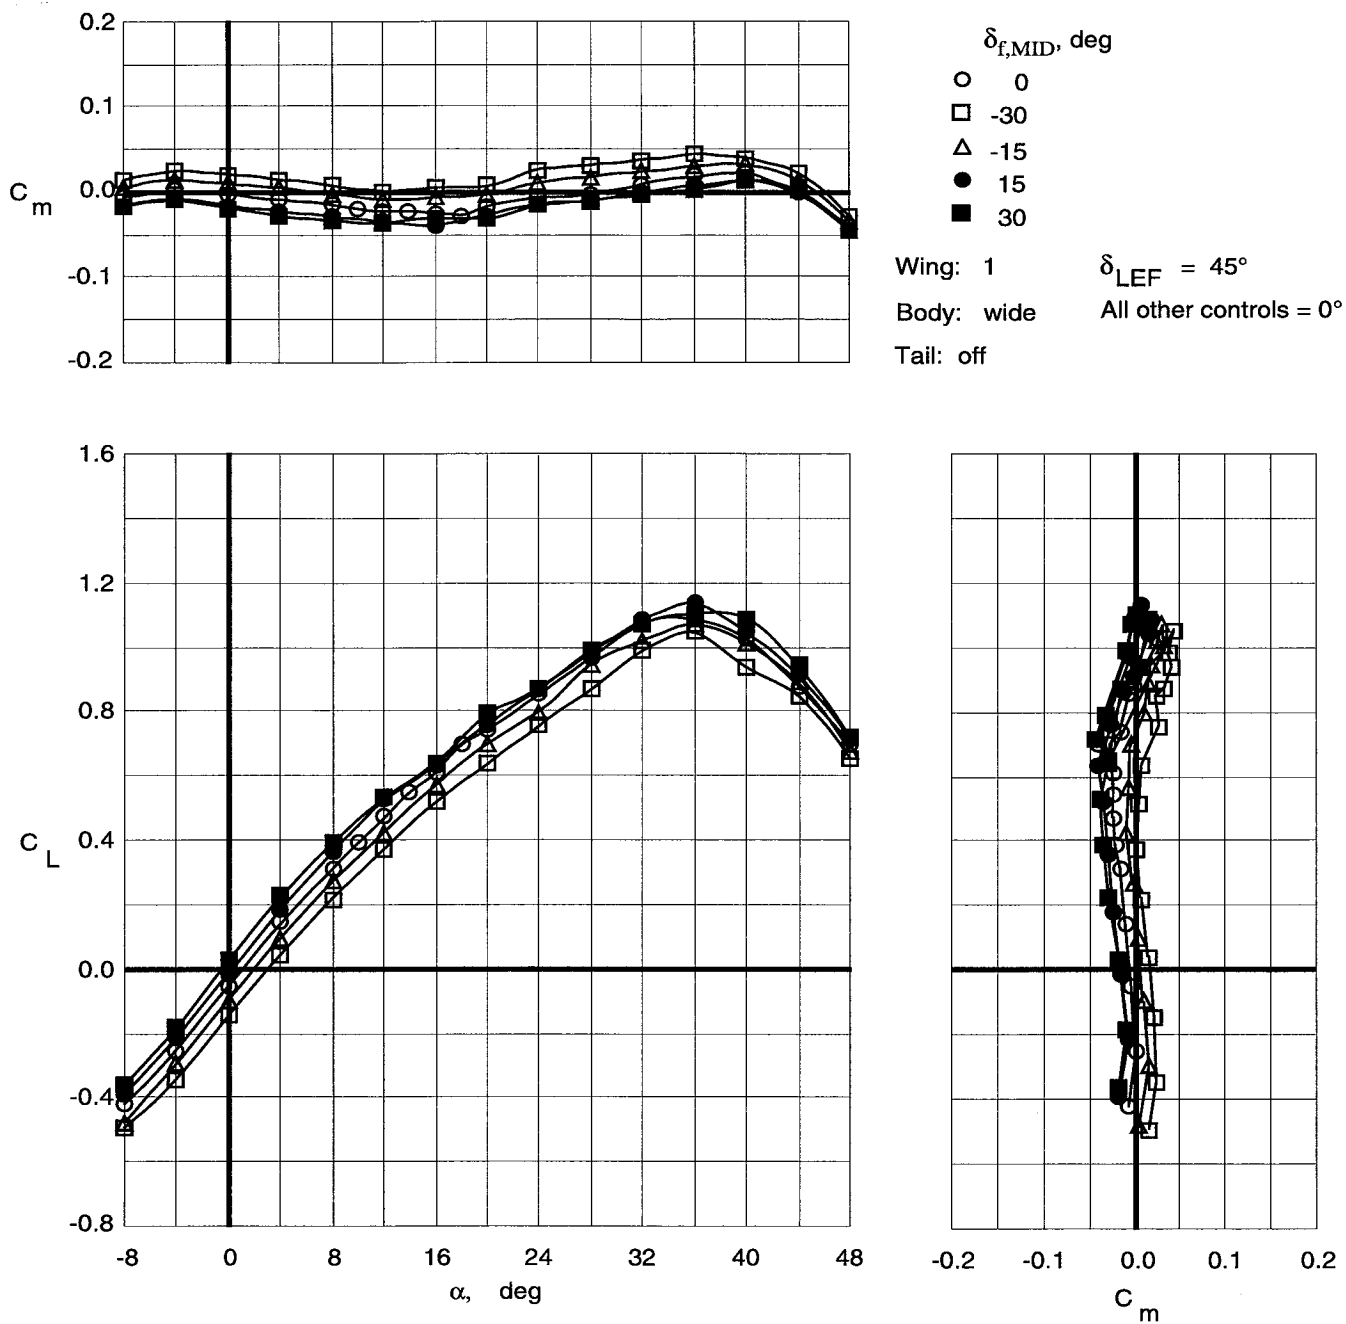 0.2
0.1
0.0
-0.1
-0.2
C m
δf,MID, deg
0
-30
-15
15
30
Wing: 1 δLEF = 45°
Body: wide All other controls = 0°
Tail: off
1.6
1.2
0.8
0.4
0.0
-0.4
-0.8
C L
-8 0 8 16 24 32 40 48
α, deg
-0.2 -0.1 0.0 0.1 0.2
C m